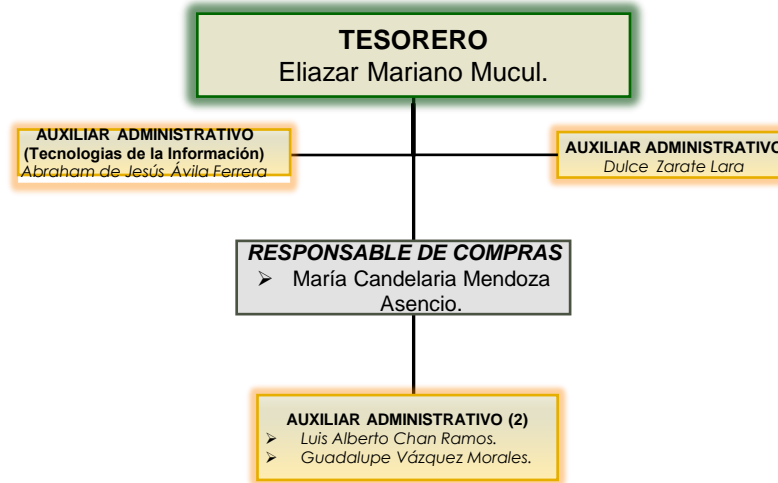 TESORERO
Eliazar Mariano Mucul.
AUXILIAR ADMINISTRATIVO
(Tecnologias de la Información)
Abraham de Jesús Ávila Ferrera
AUXILIAR ADMINISTRATIVO
Dulce Zarate Lara
RESPONSABLE DE COMPRAS
➢ María Candelaria Mendoza
Asencio.
AUXILIAR ADMINISTRATIVO (2)
➢ Luis Alberto Chan Ramos.
➢ Guadalupe Vázquez Morales.